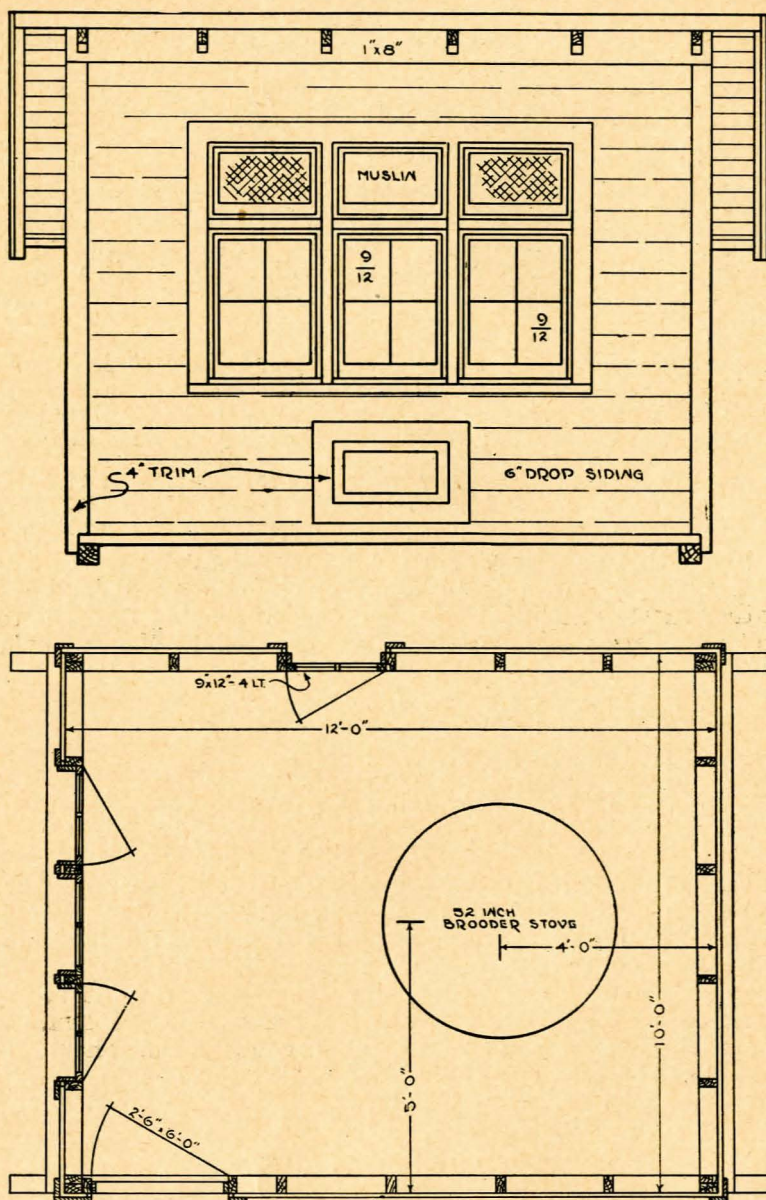 1"x8"
MUSLIN
9
12
9
12
4" TRIM
6" DROP SIDING
9"x12"-4 LT.
12'-0"
52 INCH
BROODER STOVE
4'-0"
10'-0"
5'-0"
2'-6"x6'-0"